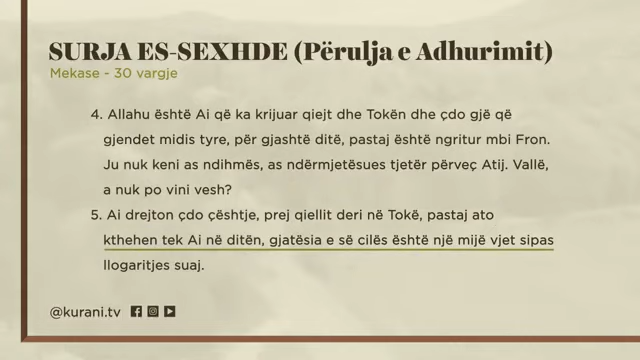 SURJA ES-SEXHDE (Përulja e Adhurimit)
Mekase - 30 vargje
4. Allahu është Ai që ka krijuar qiejt dhe Tokën dhe çdo gjë që
gjendet midis tyre, për gjashtë ditë, pastaj është ngritur mbi Fron.
Ju nuk keni as ndihmës, as ndërmjetësues tjetër përveç Atij. Vallë,
a nuk po vini vesh?
5. Ai drejton çdo çështje, prej qiellit deri në Tokë, pastaj ato
kthehen tek Ai në ditën, gjatësia e së cilës është një mijë vjet sipas
llogaritjes suaj.
@kurani.tv